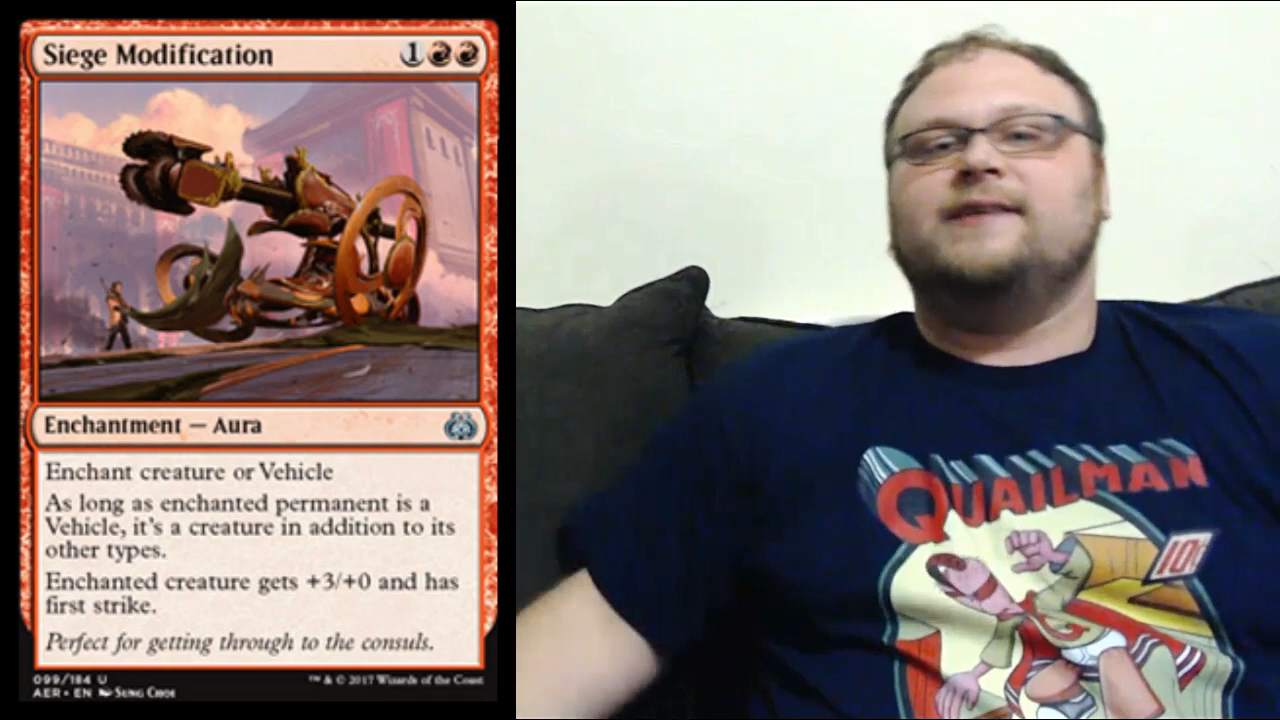 Siege Modification 1
Enchantment — Aura
Enchant creature or Vehicle
As long as enchanted permanent is a
Vehicle, it's a creature in addition to its
other types.
Enchanted creature gets +3/+0 and has
first strike.
Perfect for getting through to the consuls.
099/184 U
AER • EN Sung Choi
™ & © 2017 Wizards of the Coast
QUAILMAN
10¢